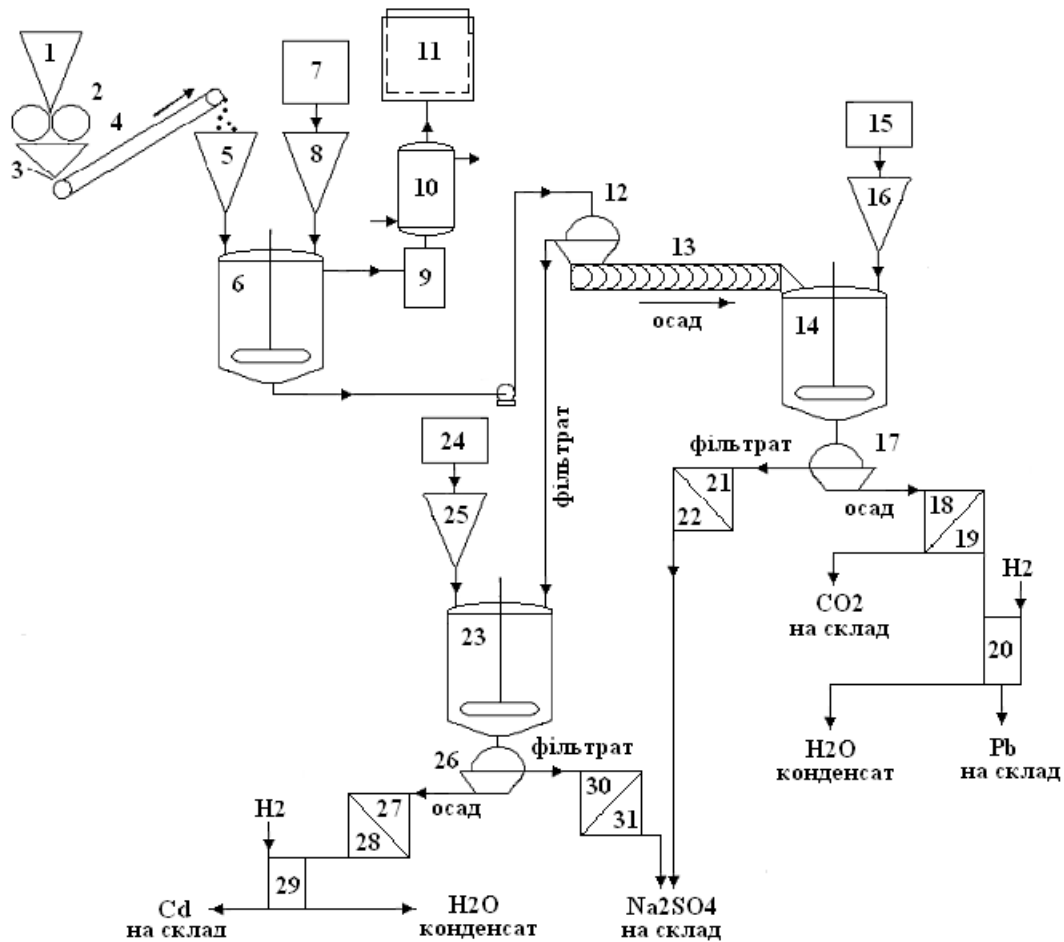 1
2
3
4
5
6
7
8
9
10
11
12
13
осад
14
15
16
17
фільтрат
осад
18
19
CO2
на склад
H2
20
H2O
конденсат
Pb
на склад
21
22
фільтрат
24
25
23
26
фільтрат
осад
27
28
30
31
H2
29
Cd
на склад
H2O
конденсат
Na2SO4
на склад